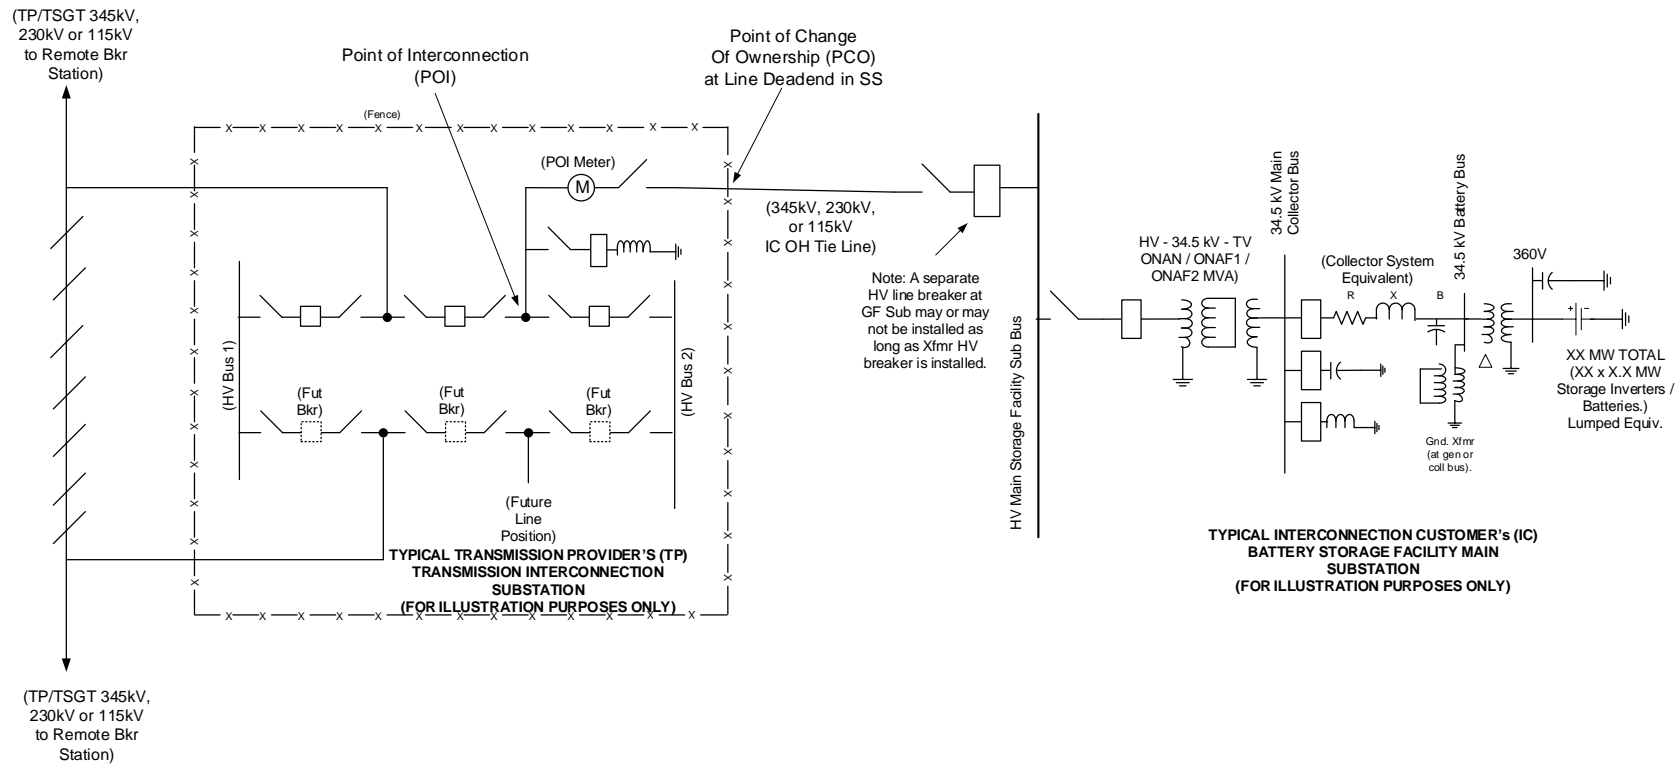 (TP/TSGT 345kV,
230kV or 115kV
to Remote Bkr
Station)
Point of Interconnection
(POI)
Point of Change
Of Ownership (PCO)
at Line Deadend in SS
(Fence)
(POI Meter)
M
(345kV, 230kV,
or 115kV
IC OH Tie Line)
Note: A separate
HV line breaker at
GF Sub may or may
not be installed as
long as Xfmr HV
breaker is installed.
(HV Bus 1)
(HV Bus 2)
(Fut
Bkr)
(Fut
Bkr)
(Fut
Bkr)
(Future
Line
Position)
TYPICAL TRANSMISSION PROVIDER'S (TP)
TRANSMISSION INTERCONNECTION
SUBSTATION
(FOR ILLUSTRATION PURPOSES ONLY)
(TP/TSGT 345kV,
230kV or 115kV
to Remote Bkr
Station)
HV Main Storage Facility Sub Bus
HV - 34.5 kV - TV
ONAN / ONAF1 /
ONAF2 MVA)
34.5 kV Main
Collector Bus
(Collector System
Equivalent)
R X B
34.5 kV Battery Bus
360V
+ -
Gnd. Xfmr
(at gen or
coll bus).
XX MW TOTAL
(XX x X.X MW
Storage Inverters /
Batteries.)
Lumped Equiv.
TYPICAL INTERCONNECTION CUSTOMER's (IC)
BATTERY STORAGE FACILITY MAIN
SUBSTATION
(FOR ILLUSTRATION PURPOSES ONLY)